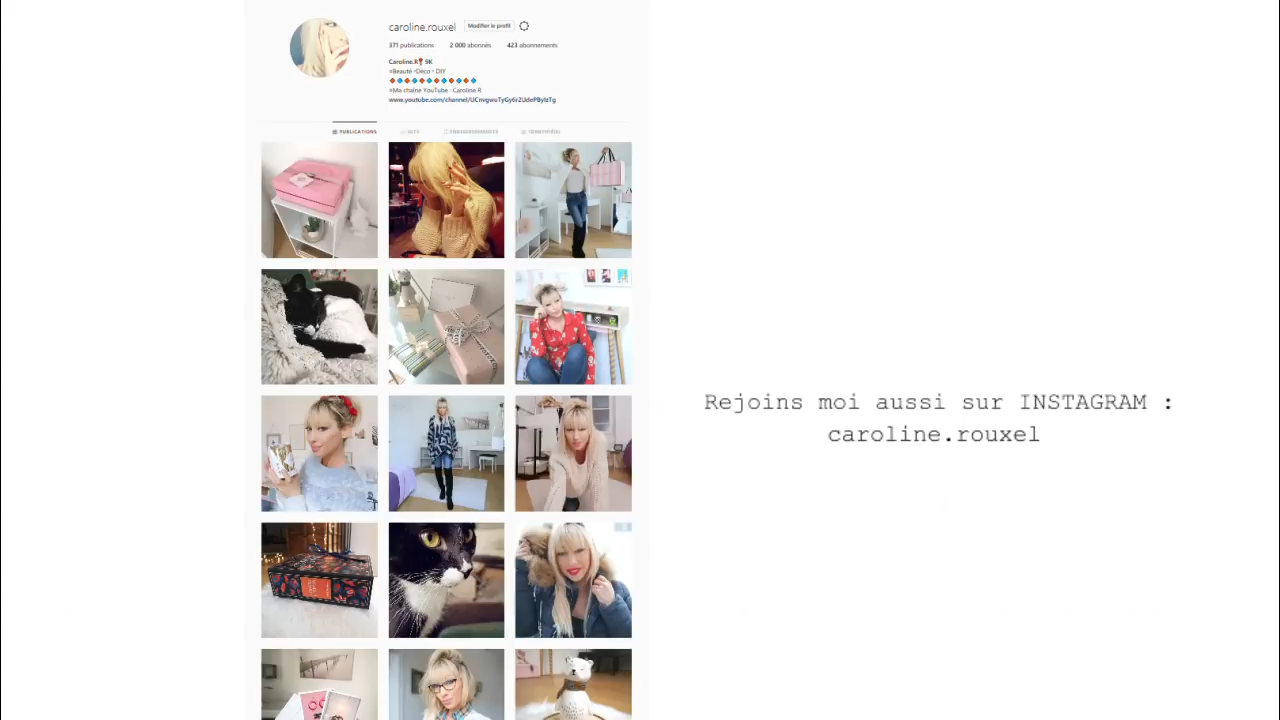 caroline.rouxel Modifier le profil
371 publications 2 000 abonnés 423 abonnements
Caroline.R 9K
Beauté Déco DIY
Ma chaîne YouTube : Caroline R
PUBLICATIONS
Rejoins moi aussi sur INSTAGRAM :
caroline.rouxel